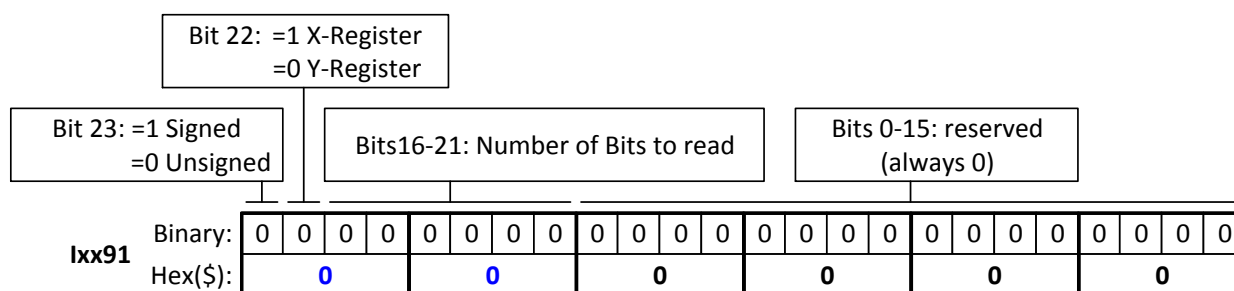 Bit 22: =1 X-Register
=0 Y-Register
Bit 23: =1 Signed
=0 Unsigned
Bits16-21: Number of Bits to read
Bits 0-15: reserved
(always 0)
Ixx91
Binary: 0 0 0 0 0 0 0 0 0 0 0 0 0 0 0 0 0 0 0 0 0 0 0 0
Hex($): 0 0 0 0 0 0